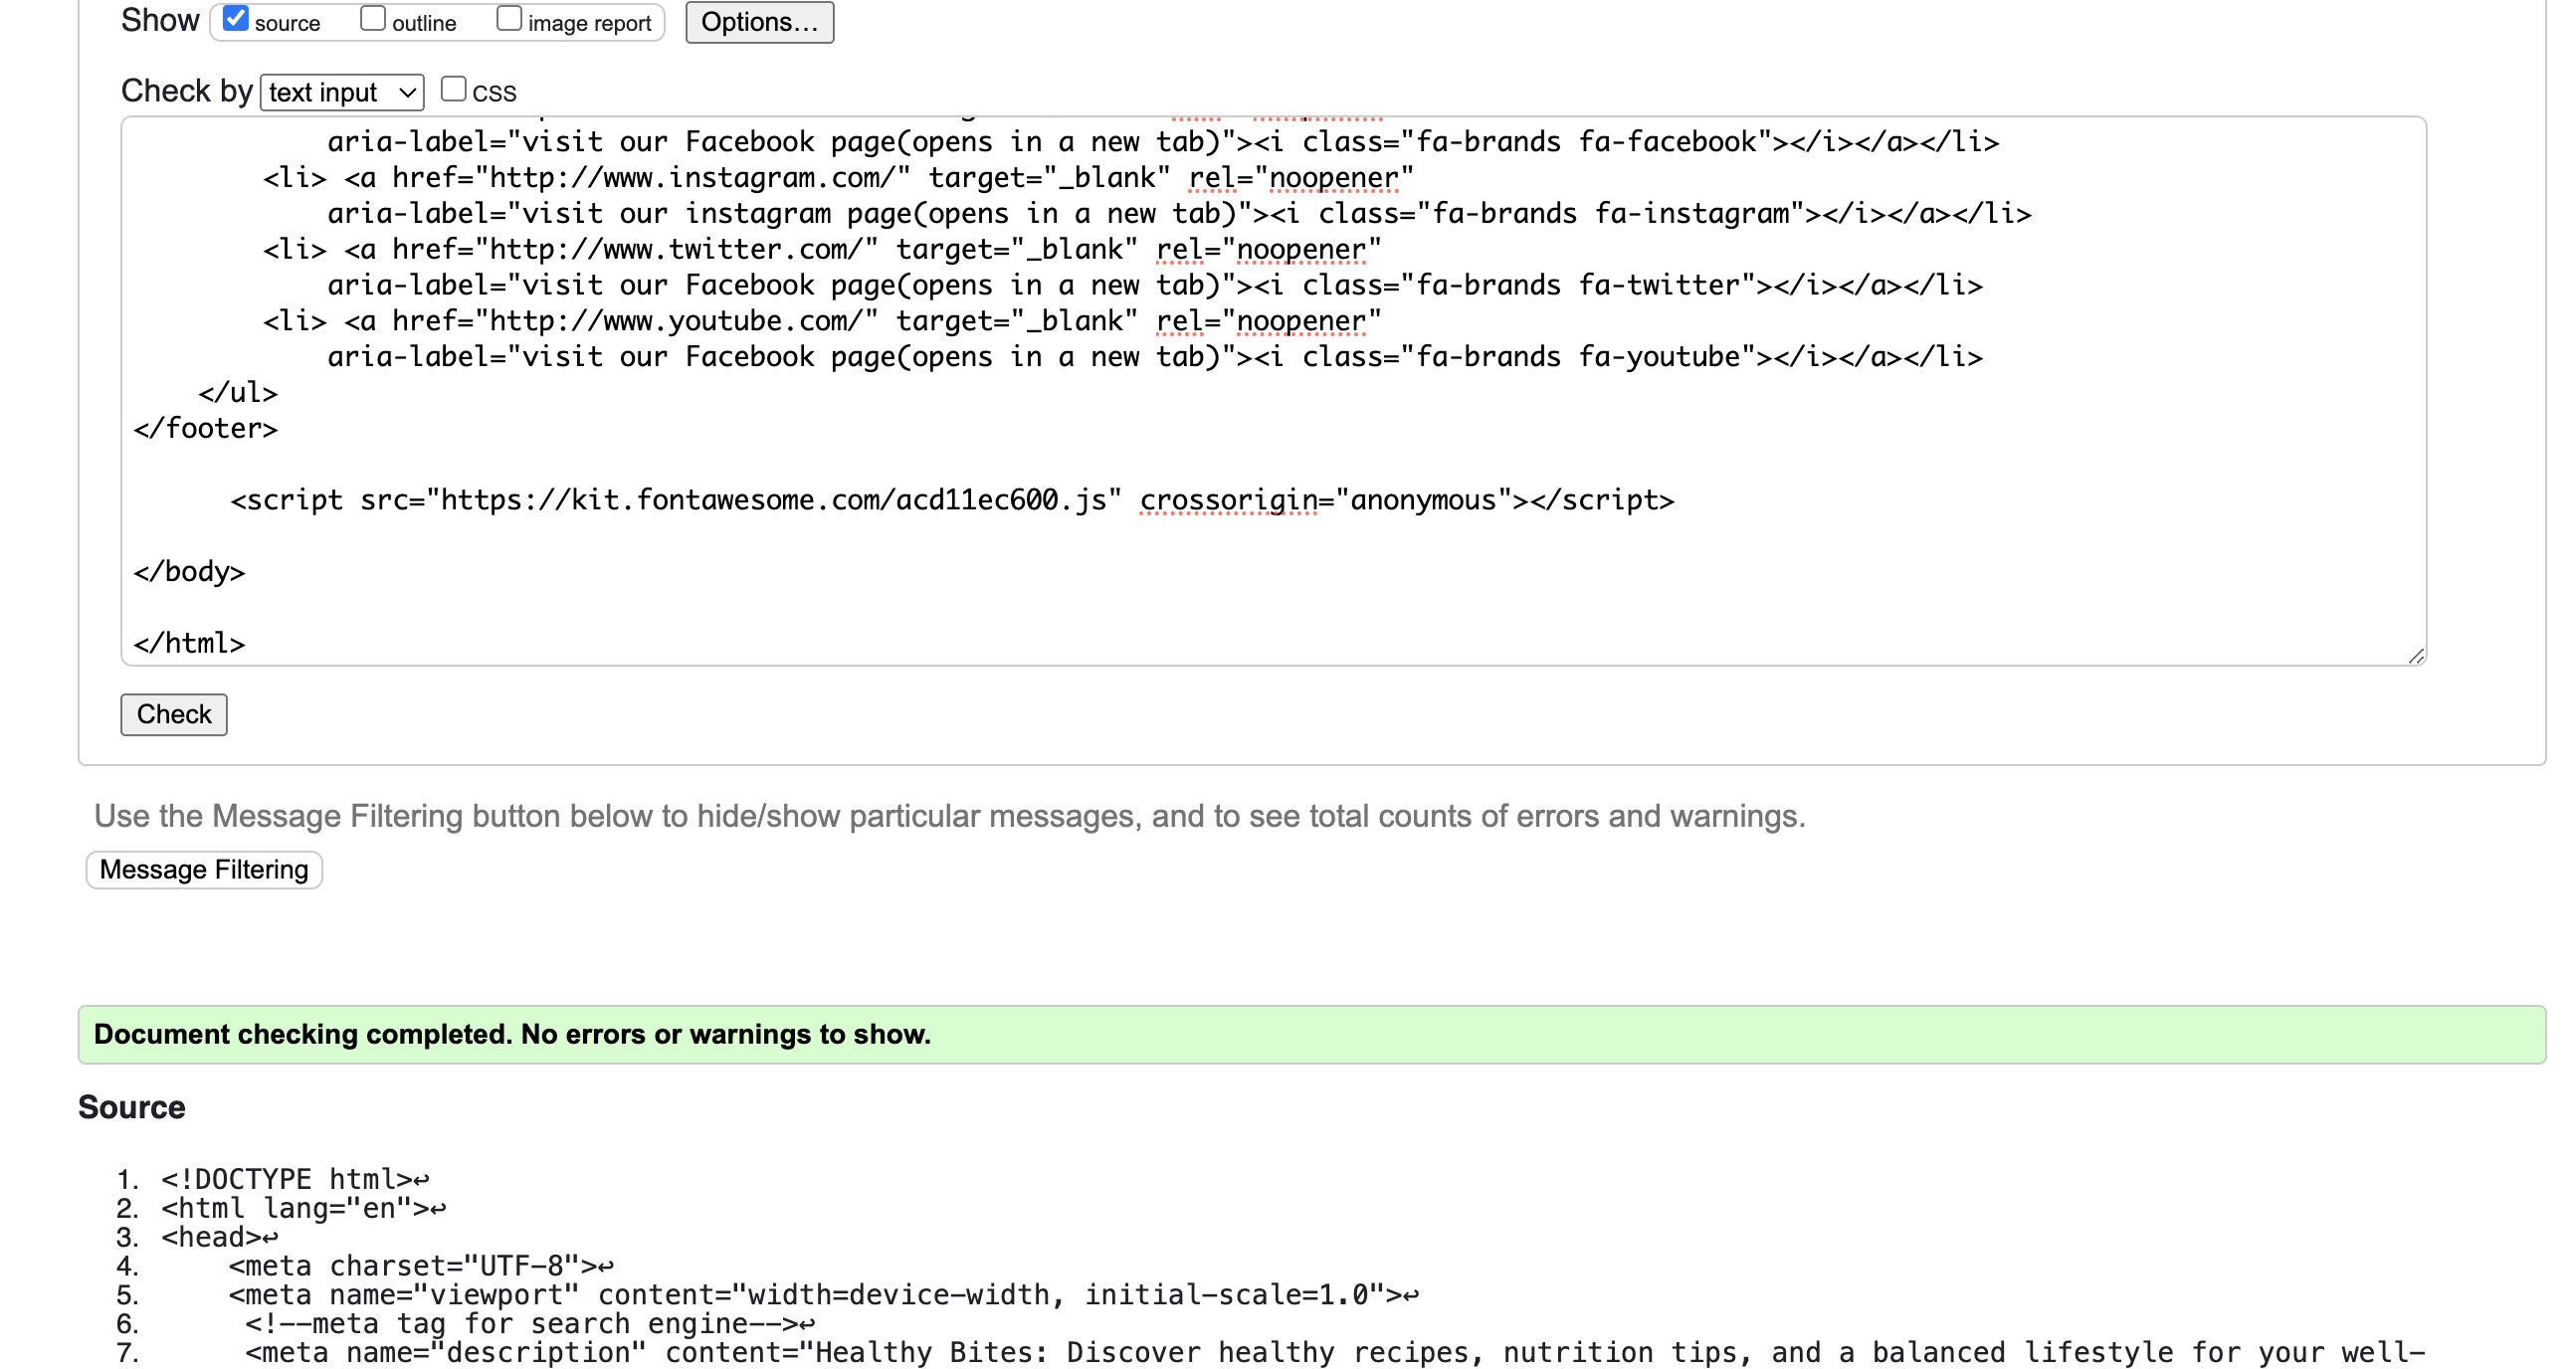 Show source outline image report Options...
Check by text input CSS
aria-label="visit our Facebook page(opens in a new tab)"><i class="fa-brands fa-facebook"></i></a></li>
<li> <a href="http://www.instagram.com/" target="_blank" rel="noopener"
aria-label="visit our instagram page(opens in a new tab)"><i class="fa-brands fa-instagram"></i></a></li>
<li> <a href="http://www.twitter.com/" target="_blank" rel="noopener"
aria-label="visit our Facebook page(opens in a new tab)"><i class="fa-brands fa-twitter"></i></a></li>
<li> <a href="http://www.youtube.com/" target="_blank" rel="noopener"
aria-label="visit our Facebook page(opens in a new tab)"><i class="fa-brands fa-youtube"></i></a></li>
</ul>
</footer>
<script src="https://kit.fontawesome.com/acd11ec600.js" crossorigin="anonymous"></script>
</body>
</html>
Check
Use the Message Filtering button below to hide/show particular messages, and to see total counts of errors and warnings.
Message Filtering
Document checking completed. No errors or warnings to show.
Source
1. <!DOCTYPE html>↩
2. <html lang="en">↩
3. <head>↩
4. <meta charset="UTF-8">↩
5. <meta name="viewport" content="width=device-width, initial-scale=1.0">↩
6. <!--meta tag for search engine-->↩
7. <meta name="description" content="Healthy Bites: Discover healthy recipes, nutrition tips, and a balanced lifestyle for your well-